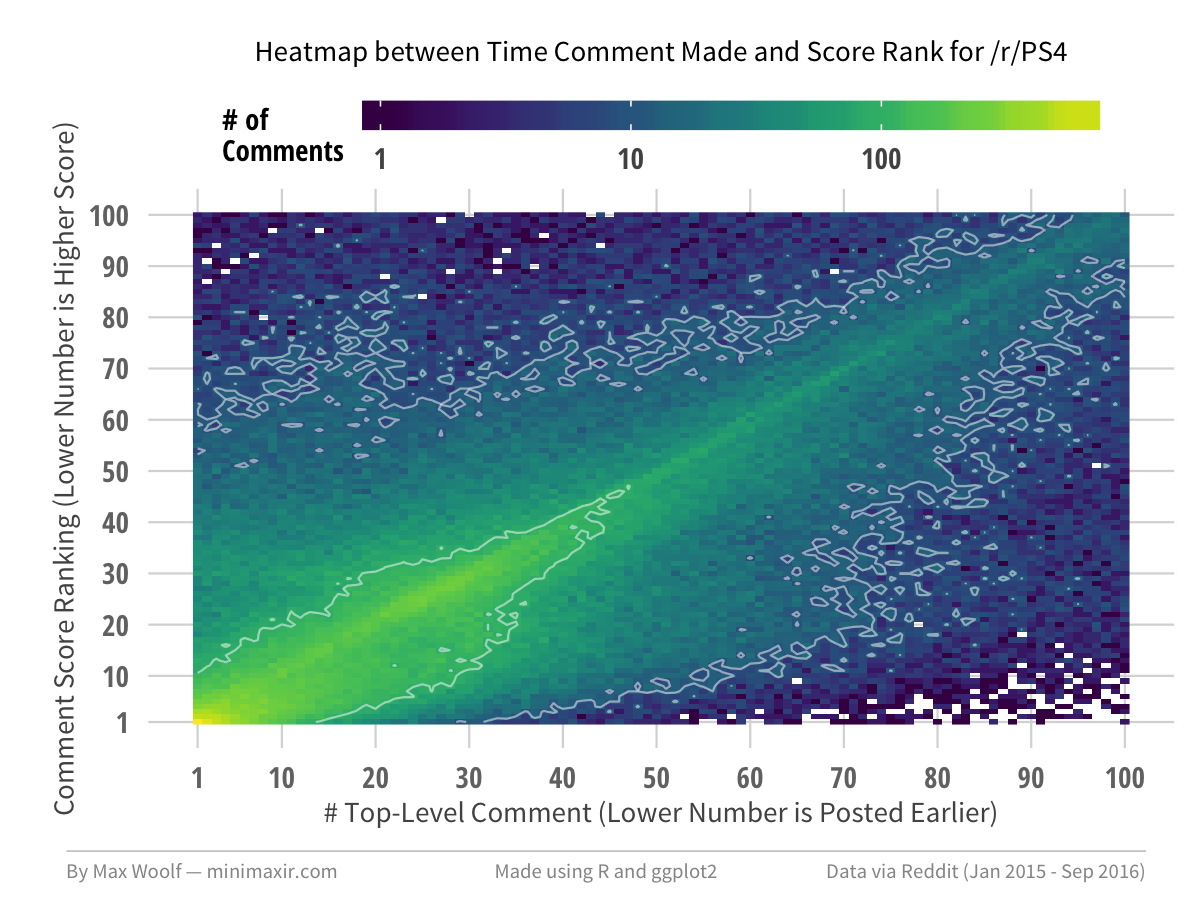 Heatmap between Time Comment Made and Score Rank for /r/PS4
# of
Comments
1 10 100
Comment Score Ranking (Lower Number is Higher Score)
100
90
80
70
60
50
40
30
20
10
1
1 10 20 30 40 50 60 70 80 90 100
# Top-Level Comment (Lower Number is Posted Earlier)
By Max Woolf — minimaxir.com
Made using R and ggplot2
Data via Reddit (Jan 2015 - Sep 2016)